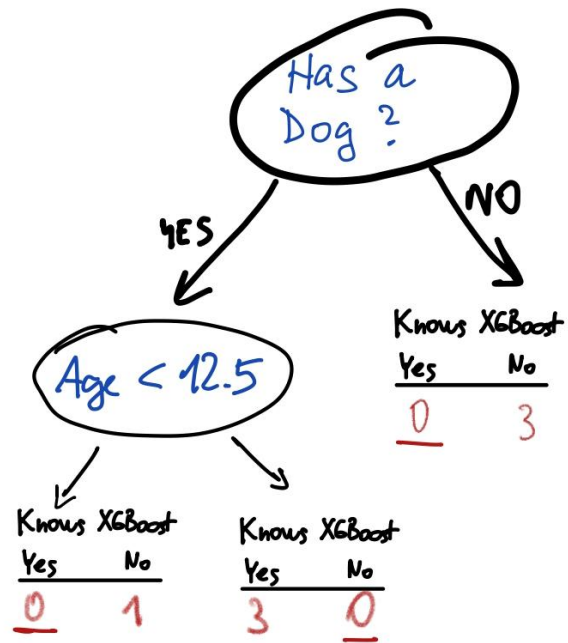 Has a
Dog?
YES
NO
Knows XGBoost
Yes No
0 3
Age < 12.5
Knows XGBoost
Yes No
0 1
Knows XGBoost
Yes No
3 0